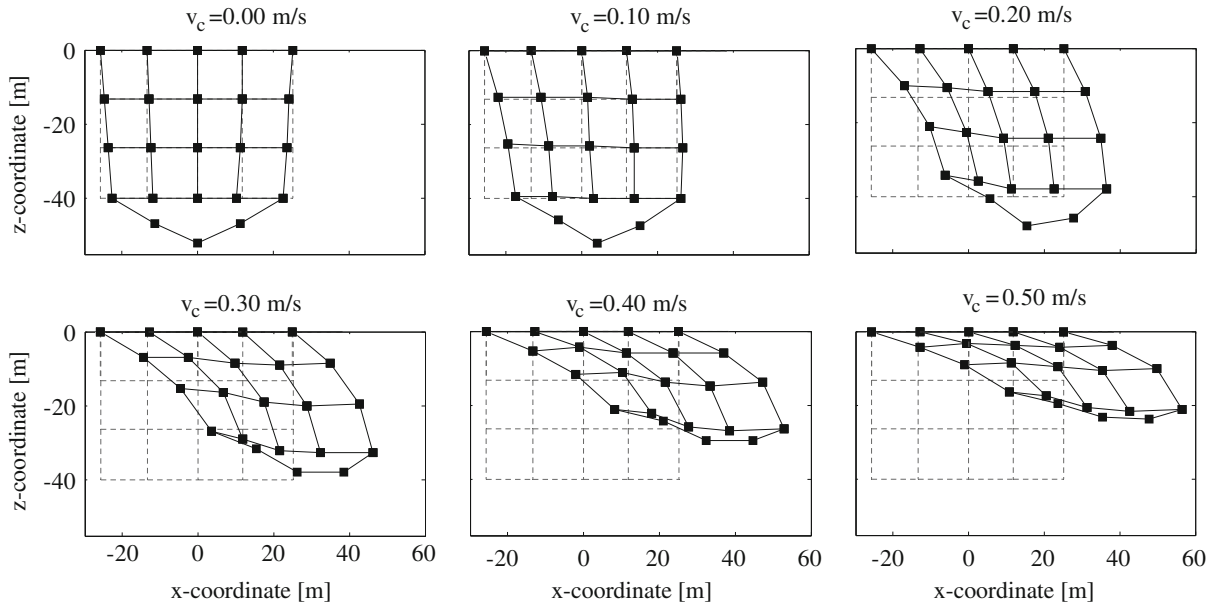 v_c=0.00 m/s
v_c=0.10 m/s
v_c=0.20 m/s
0
-20
-40
z-coordinate [m]
v_c=0.30 m/s
v_c=0.40 m/s
v_c=0.50 m/s
0
-20
-40
z-coordinate [m]
-20 0 20 40 60
-20 0 20 40 60
-20 0 20 40 60
x-coordinate [m]
x-coordinate [m]
x-coordinate [m]